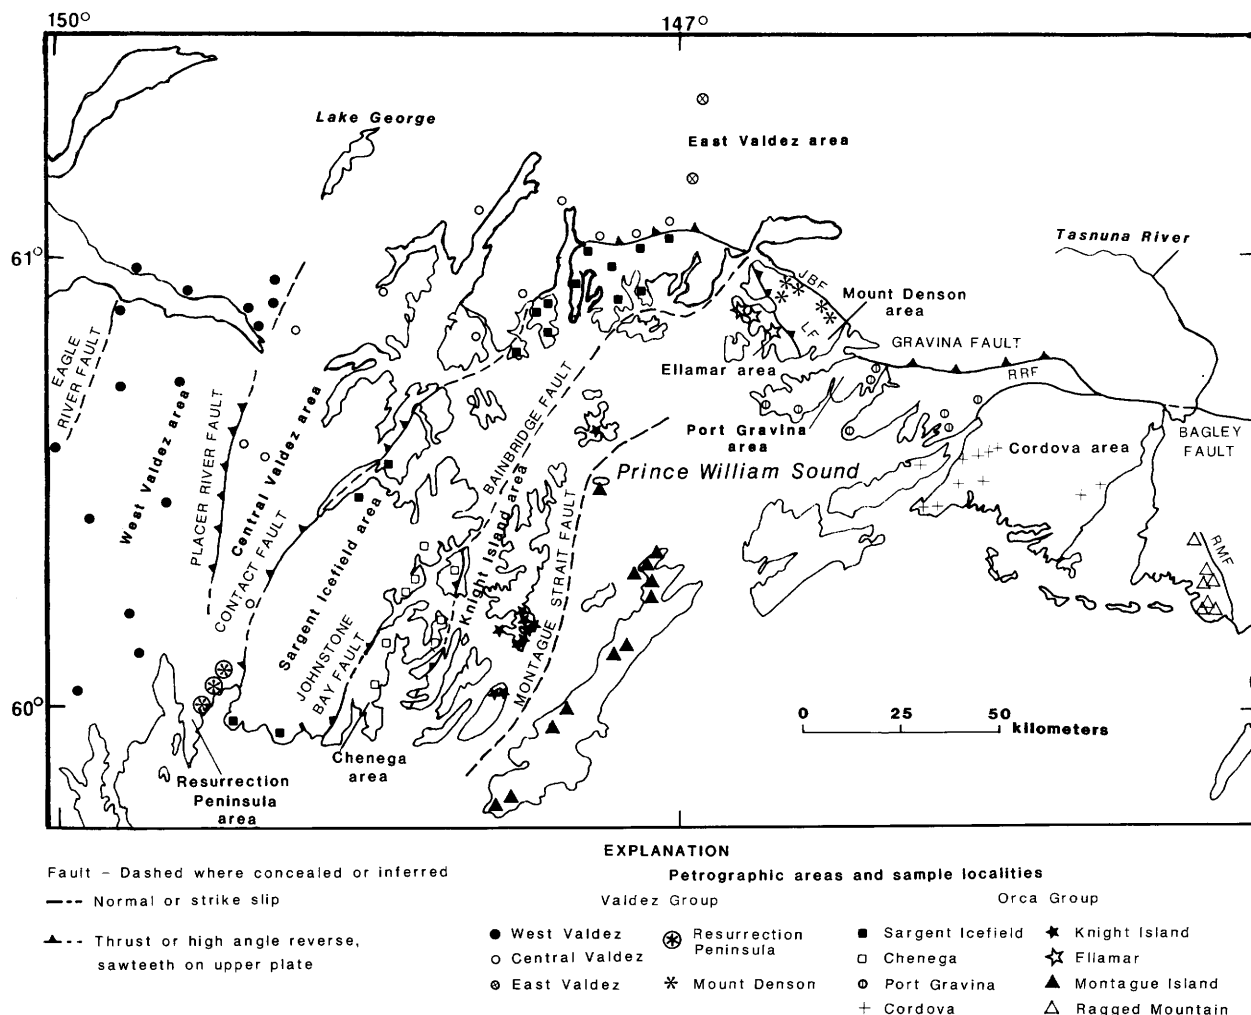 150° 147°
Lake George
East Valdez area
61°
Tasnuna River
JBF
Mount Denson
area
LF
GRAVINA FAULT
RRF
EAGLE
RIVER FAULT
Ellamar area
BAINBRIDGE FAULT
PLACER RIVER FAULT
West Valdez area
Central Valdez area
Port Gravina
area
Cordova area
BAGLEY
FAULT
Prince William Sound
CONTACT FAULT
Sargent Icefield area
Knight Island area
MONTAGUE STRAIT FAULT
RMF
JOHNSTONE
BAY FAULT
60°
0 25 50
kilometers
Chenega
area
Resurrection
Peninsula
area
EXPLANATION
Fault – Dashed where concealed or inferred
Normal or strike slip
Thrust or high angle reverse,
sawteeth on upper plate
Petrographic areas and sample localities
Valdez Group
West Valdez
Central Valdez
East Valdez
Resurrection
Peninsula
Mount Denson
Orca Group
Sargent Icefield
Chenega
Port Gravina
Cordova
Knight Island
Fllamar
Montague Island
Ragged Mountain